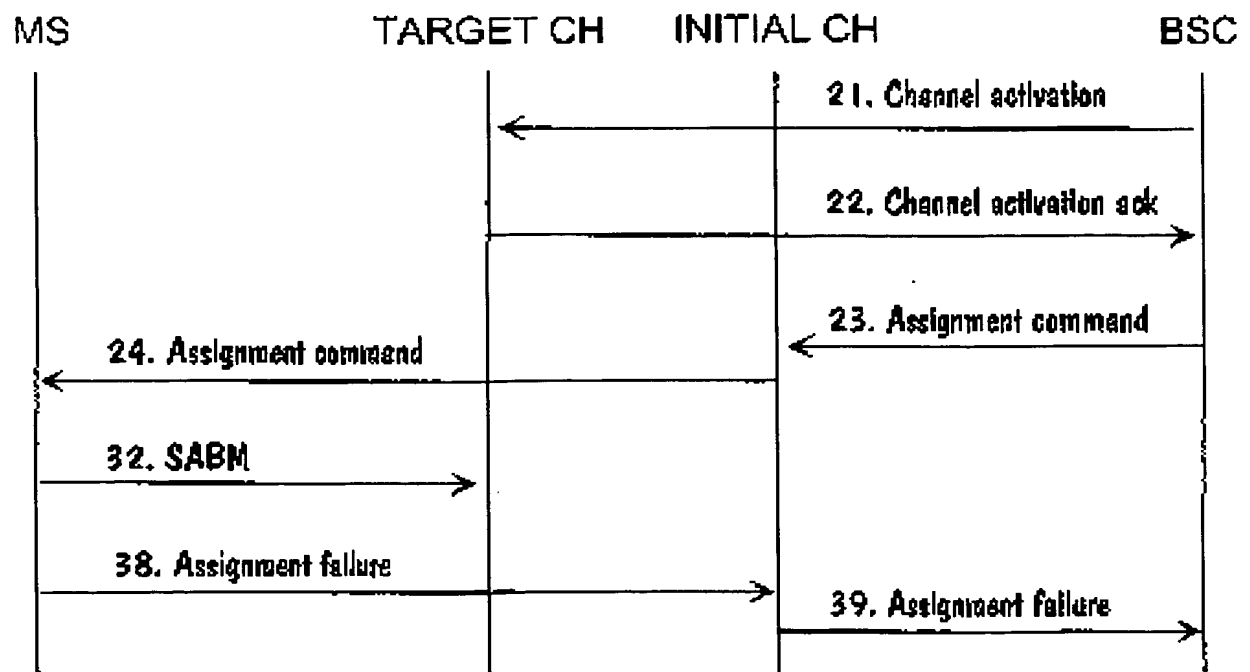 MS TARGET CH INITIAL CH BSC
21. Channel activation
22. Channel activation ack
23. Assignment command
24. Assignment command
32. SABM
38. Assignment failure
39. Assignment failure